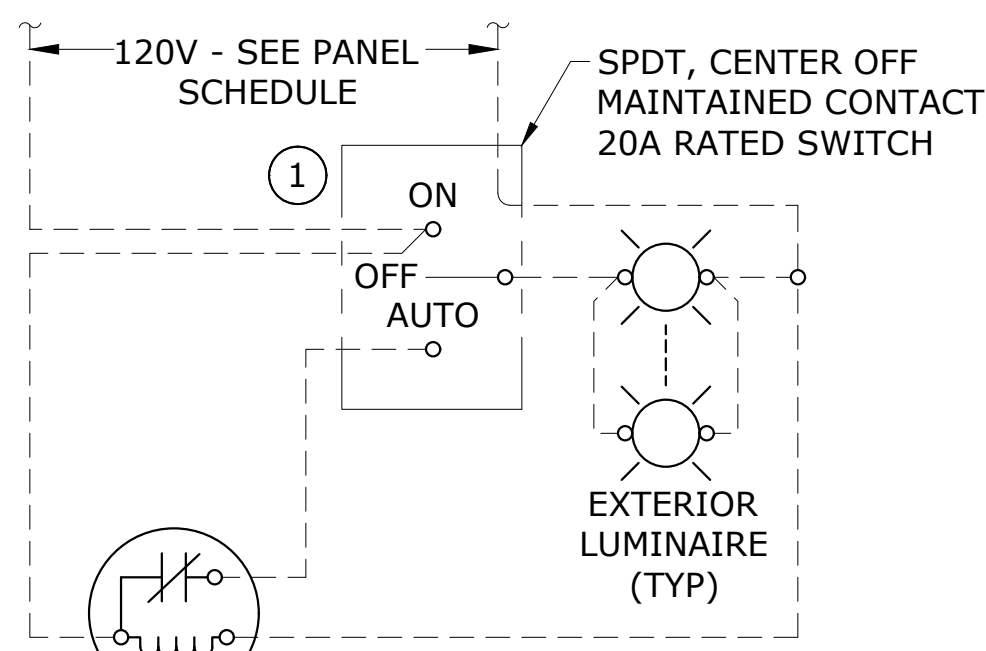 120V - SEE PANEL
SCHEDULE
SPDT, CENTER OFF
MAINTAINED CONTACT
20A RATED SWITCH
1
ON
OFF
AUTO
EXTERIOR
LUMINAIRE
(TYP)